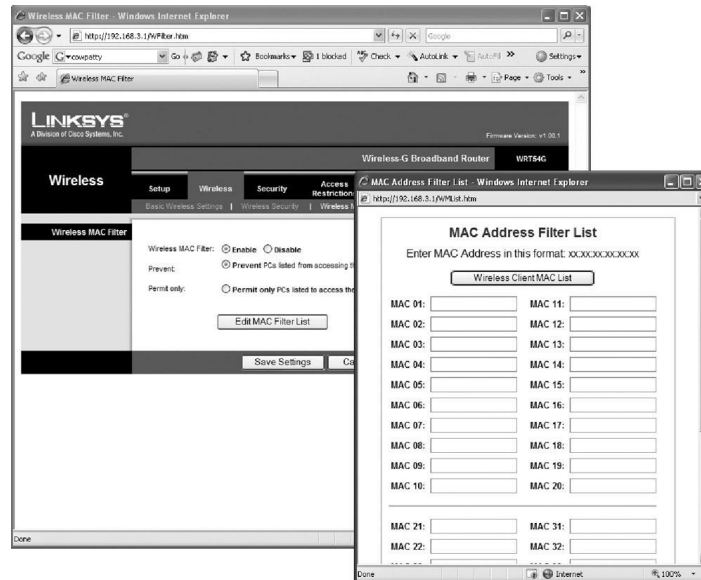 Wireless MAC Filter - Windows Internet Explorer
http://192.168.3.1/WFilter.htm
Google
Google G cowpatty Go Bookmarks 1 blocked Check AutoLink AutoFill Settings
Wireless MAC Filter Page Tools
LINKSYS®
A Division of Cisco Systems, Inc.
Firmware Version: v1.00.1
Wireless-G Broadband Router WRT54G
Wireless
Setup Wireless Security Access Restriction
Basic Wireless Settings | Wireless Security | Wireless
Wireless MAC Filter
Wireless MAC Filter: Enable Disable
Prevent: Prevent PCs listed from accessing
Permit only: Permit only PCs listed to access the
Edit MAC Filter List
Save Settings Ca
Done
MAC Address Filter List - Windows Internet Explorer
http://192.168.3.1/WMList.htm
MAC Address Filter List
Enter MAC Address in this format: xx:xx:xx:xx:xx:xx
Wireless Client MAC List
MAC 01: MAC 11:
MAC 02: MAC 12:
MAC 03: MAC 13:
MAC 04: MAC 14:
MAC 05: MAC 15:
MAC 06: MAC 16:
MAC 07: MAC 17:
MAC 08: MAC 18:
MAC 09: MAC 19:
MAC 10: MAC 20:
MAC 21: MAC 31:
MAC 22: MAC 32:
Done Internet 100%